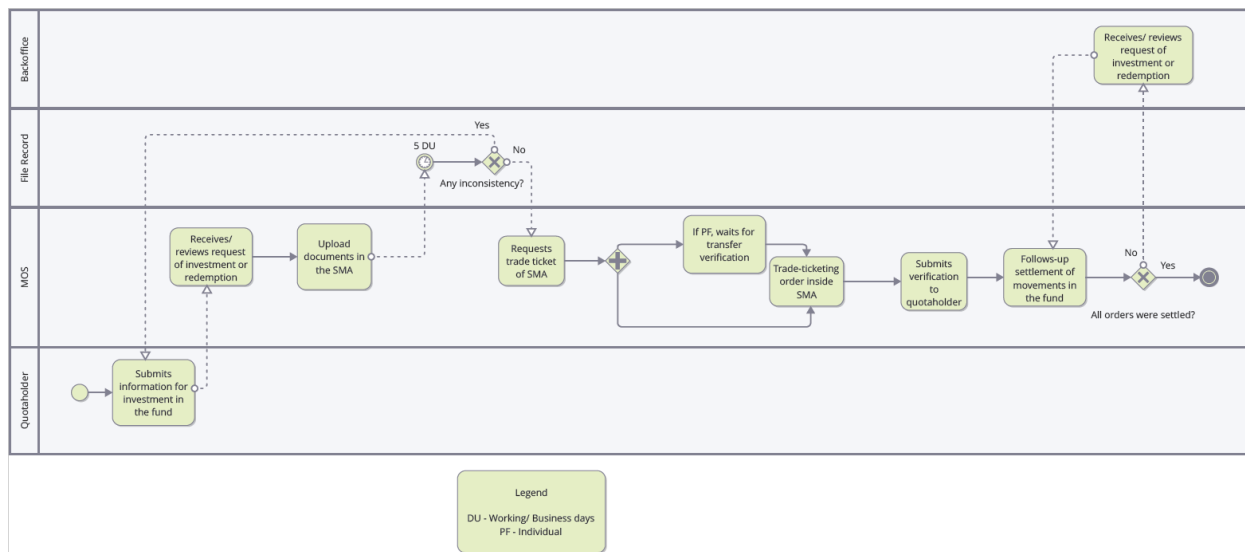 Backoffice
Receives/ reviews
request of
investment or
redemption
File Record
Yes
5 DU
No
Any inconsistency?
MOS
Receives/
reviews request
of investment or
redemption
Upload
documents in
the SMA
Requests
trade ticket
of SMA
If PF, waits for
transfer
verification
Trade-ticketing
order inside
SMA
Submits
verification
to
quotaholder
Follows-up
settlement of
movements in
the fund
No
Yes
All orders were settled?
Quotaholder
Submits
information for
investment in
the fund
Legend
DU - Working/ Business days
PF - Individual